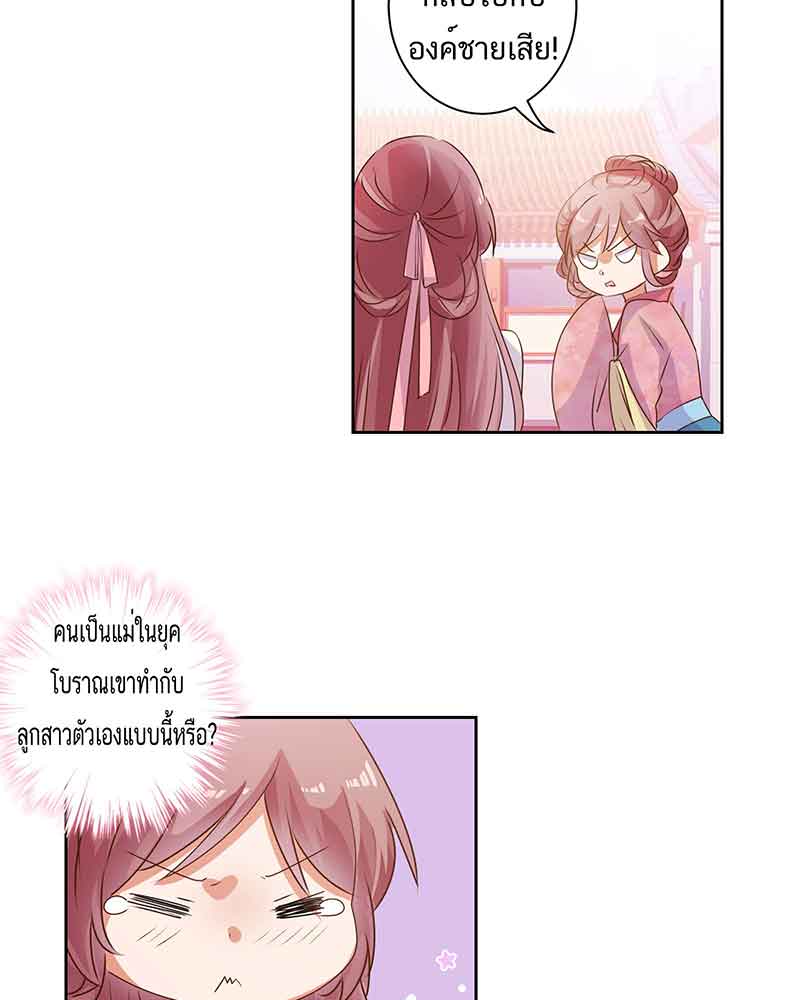 องค์ชายเสีย!
คนเป็นแม่ในยุค
โบราณเขาทำกับ
ลูกสาวตัวเองแบบนี้หรือ?